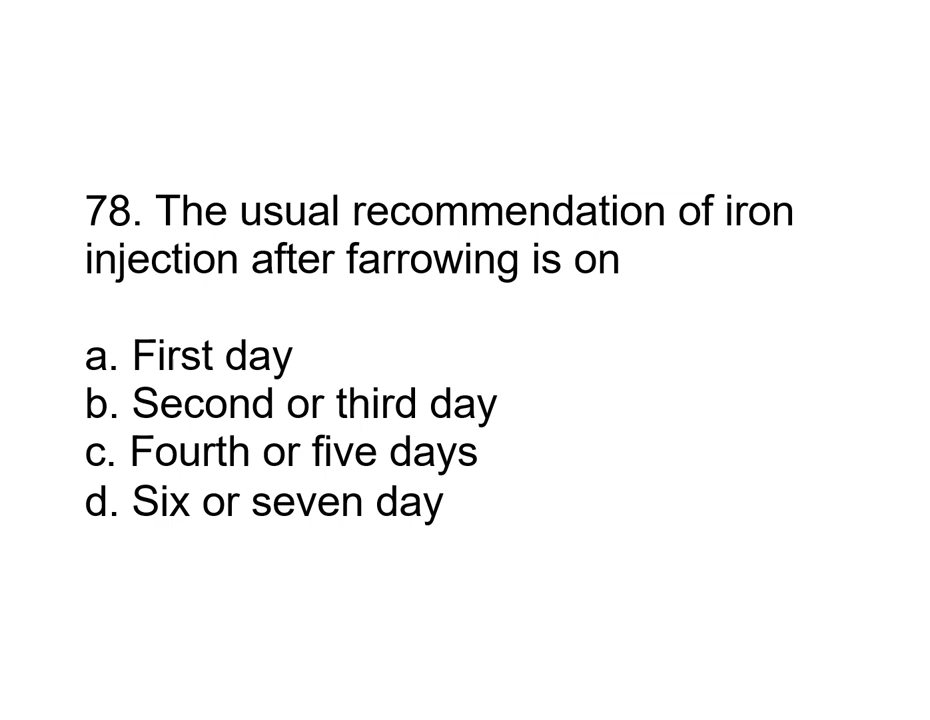 78. The usual recommendation of iron
injection after farrowing is on
a. First day
b. Second or third day
c. Fourth or five days
d. Six or seven day